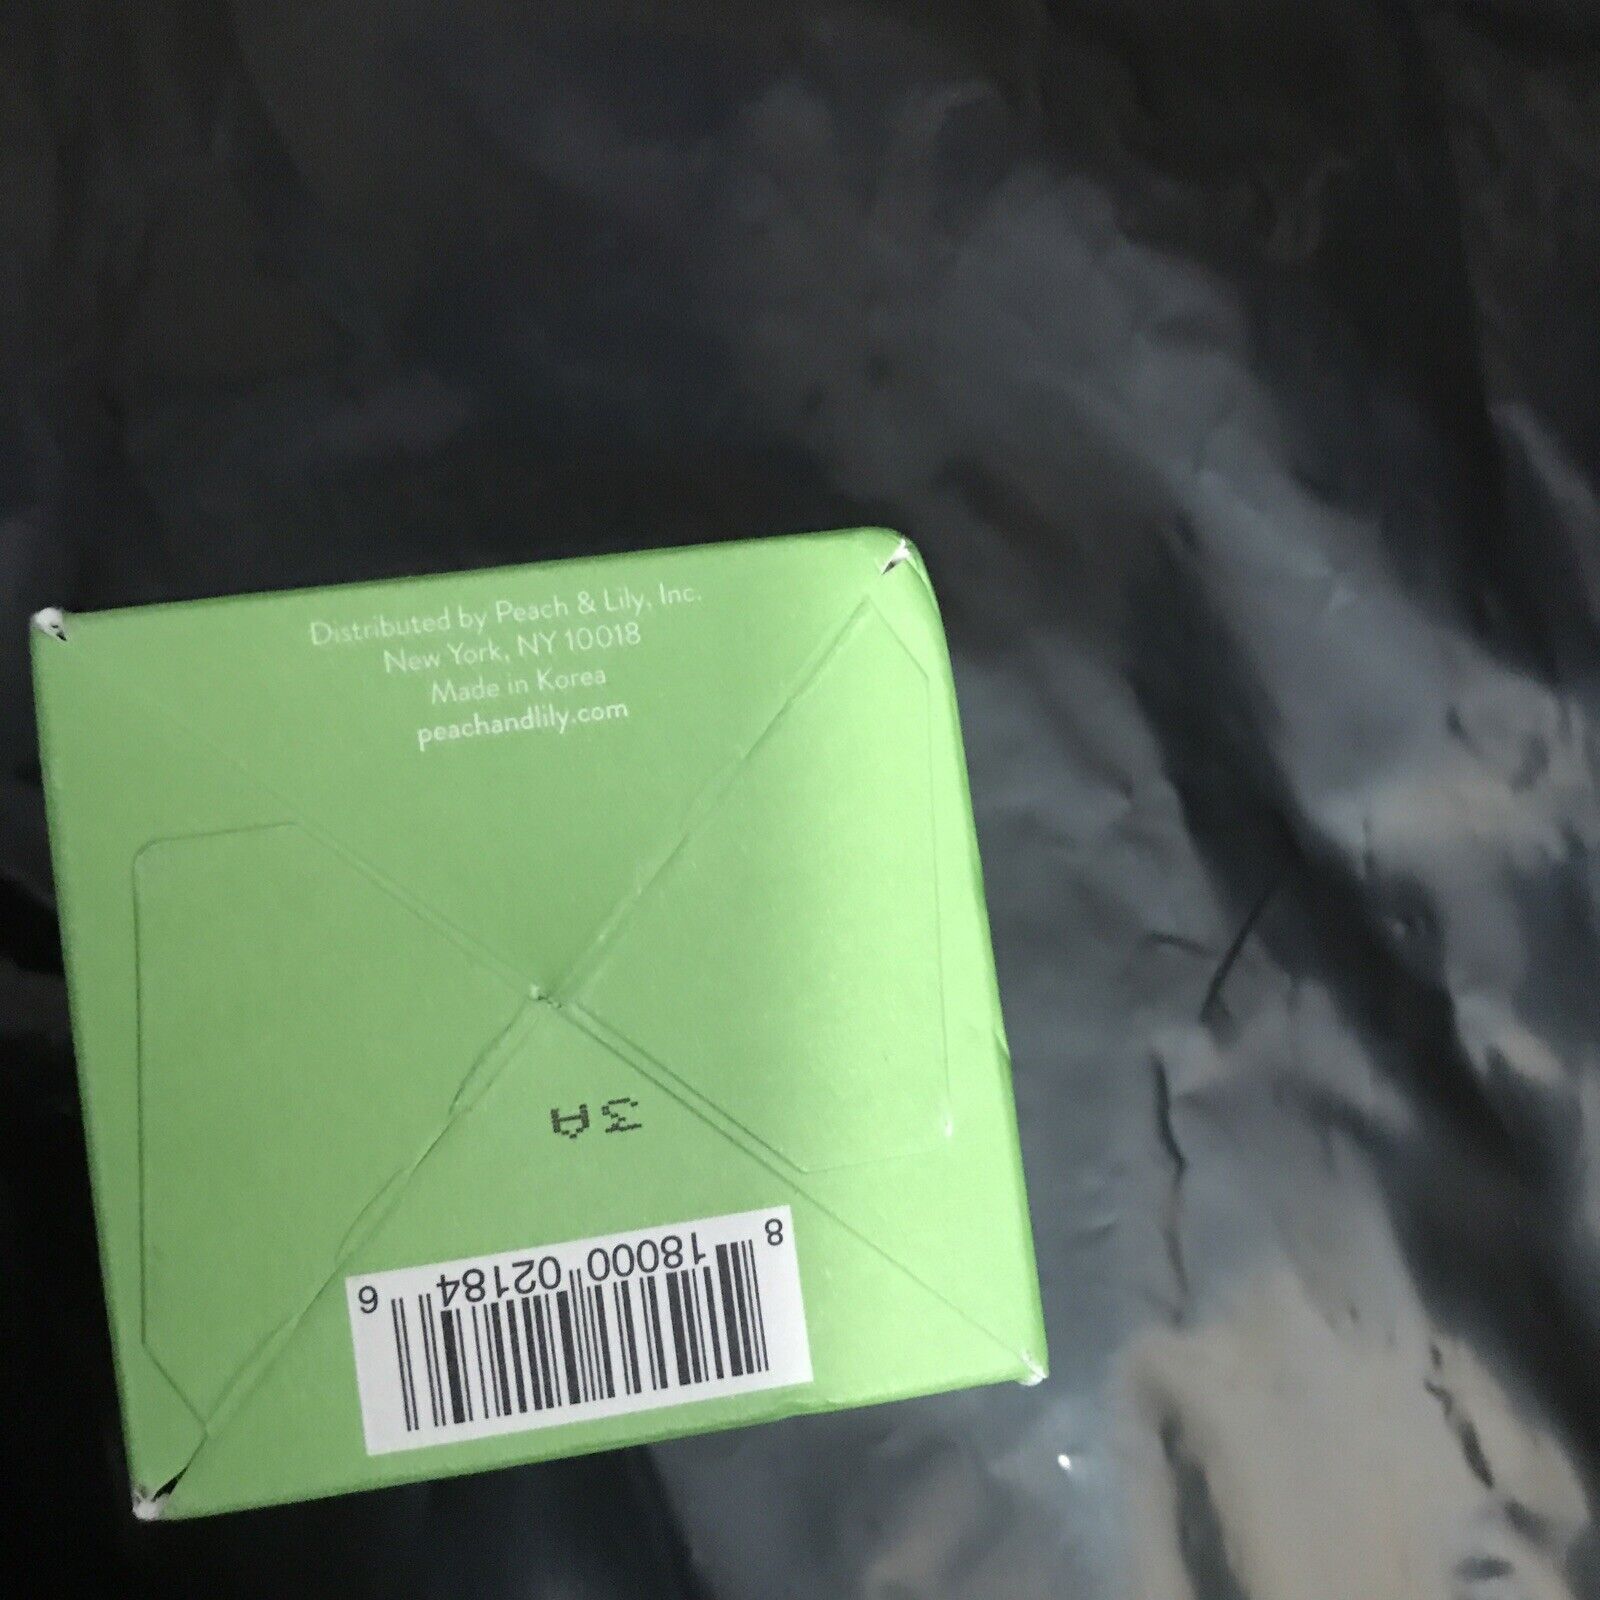 Distributed by Peach & Lily, Inc.
New York, NY 10018
Made in Korea
peachandlily.com
3A
8 18000 02184 6